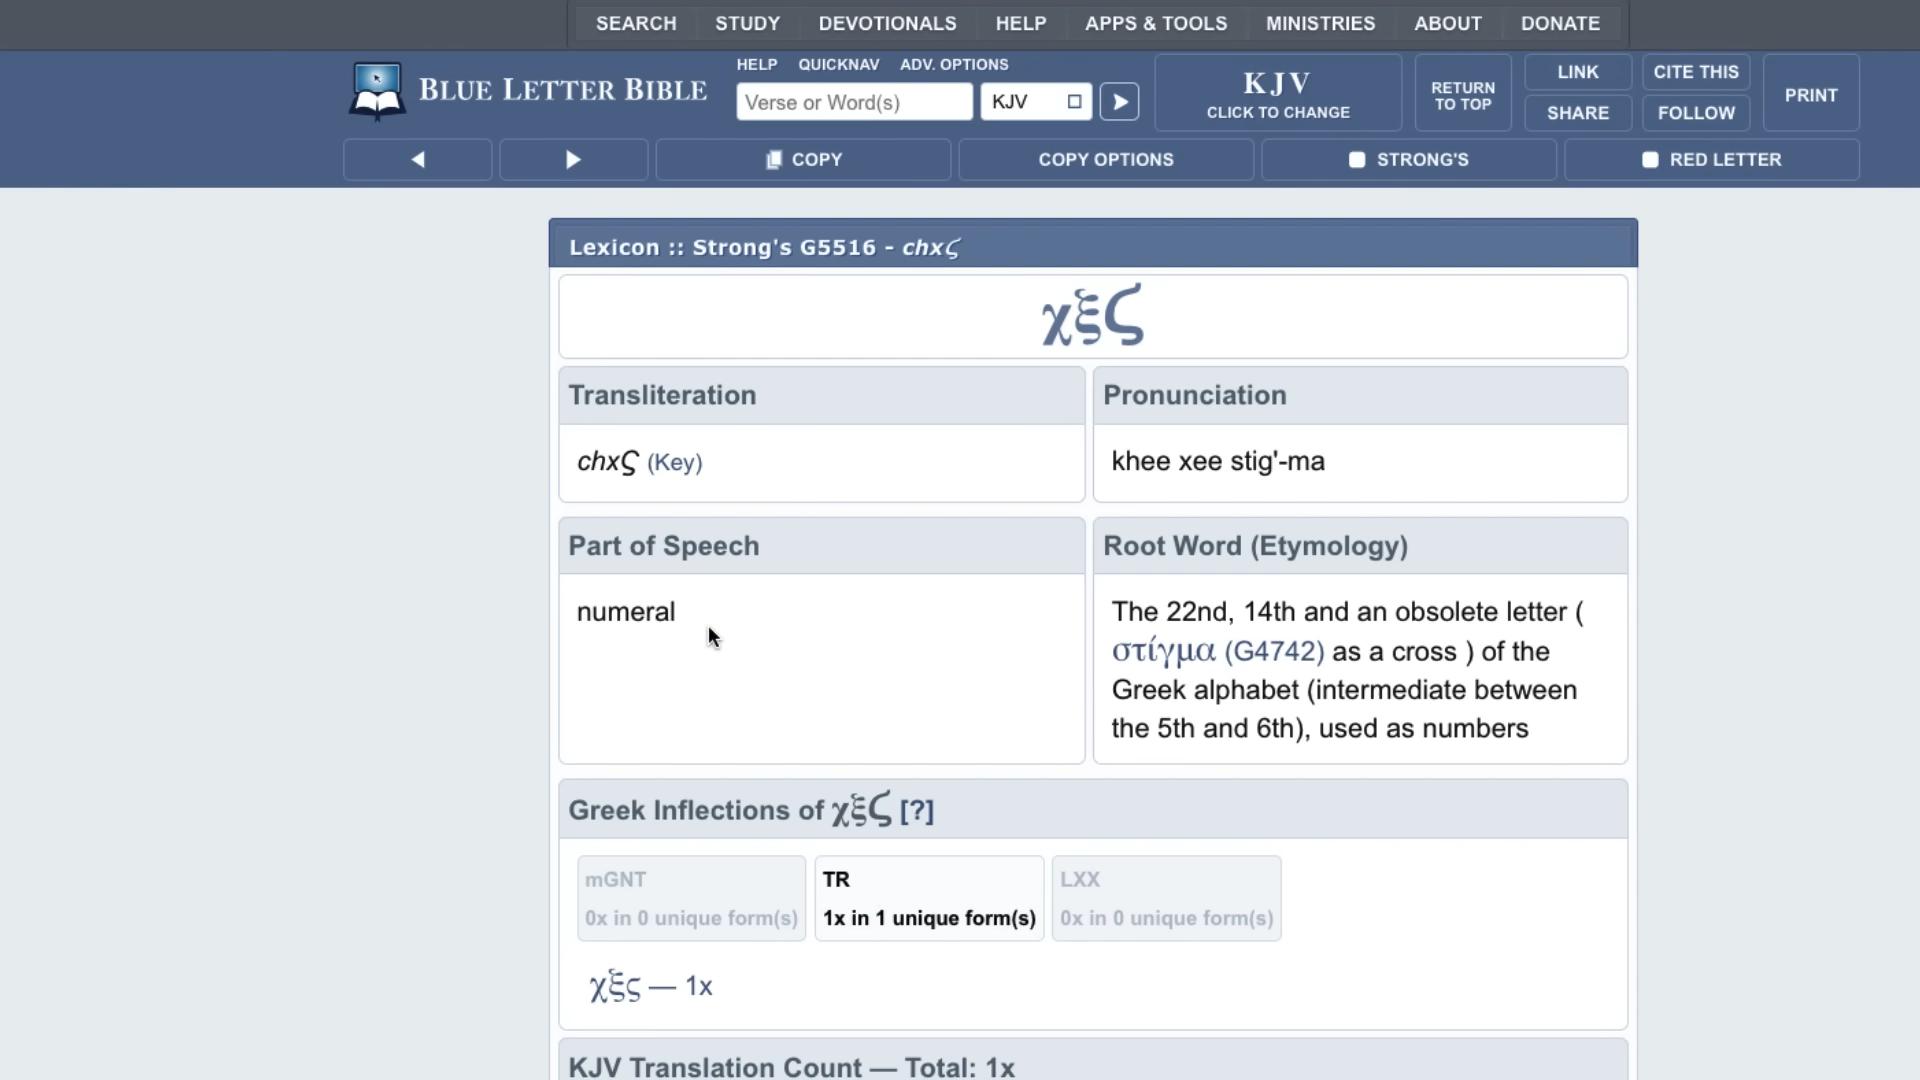 SEARCH STUDY DEVOTIONALS HELP APPS & TOOLS MINISTRIES ABOUT DONATE
BLUE LETTER BIBLE
HELP QUICKNAV ADV. OPTIONS
Verse or Word(s) KJV
KJV
CLICK TO CHANGE
RETURN
TO TOP
LINK
CITE THIS
SHARE
FOLLOW
PRINT
COPY COPY OPTIONS STRONG'S RED LETTER
Lexicon :: Strong's G5516 - chxϛ
χξϛ
Transliteration
chxϛ (Key)
Pronunciation
khee xee stig'-ma
Part of Speech
numeral
Root Word (Etymology)
The 22nd, 14th and an obsolete letter (
στίγμα (G4742) as a cross ) of the
Greek alphabet (intermediate between
the 5th and 6th), used as numbers
Greek Inflections of χξϛ [?]
mGNT
0x in 0 unique form(s)
TR
1x in 1 unique form(s)
LXX
0x in 0 unique form(s)
χξς — 1x
KJV Translation Count — Total: 1x